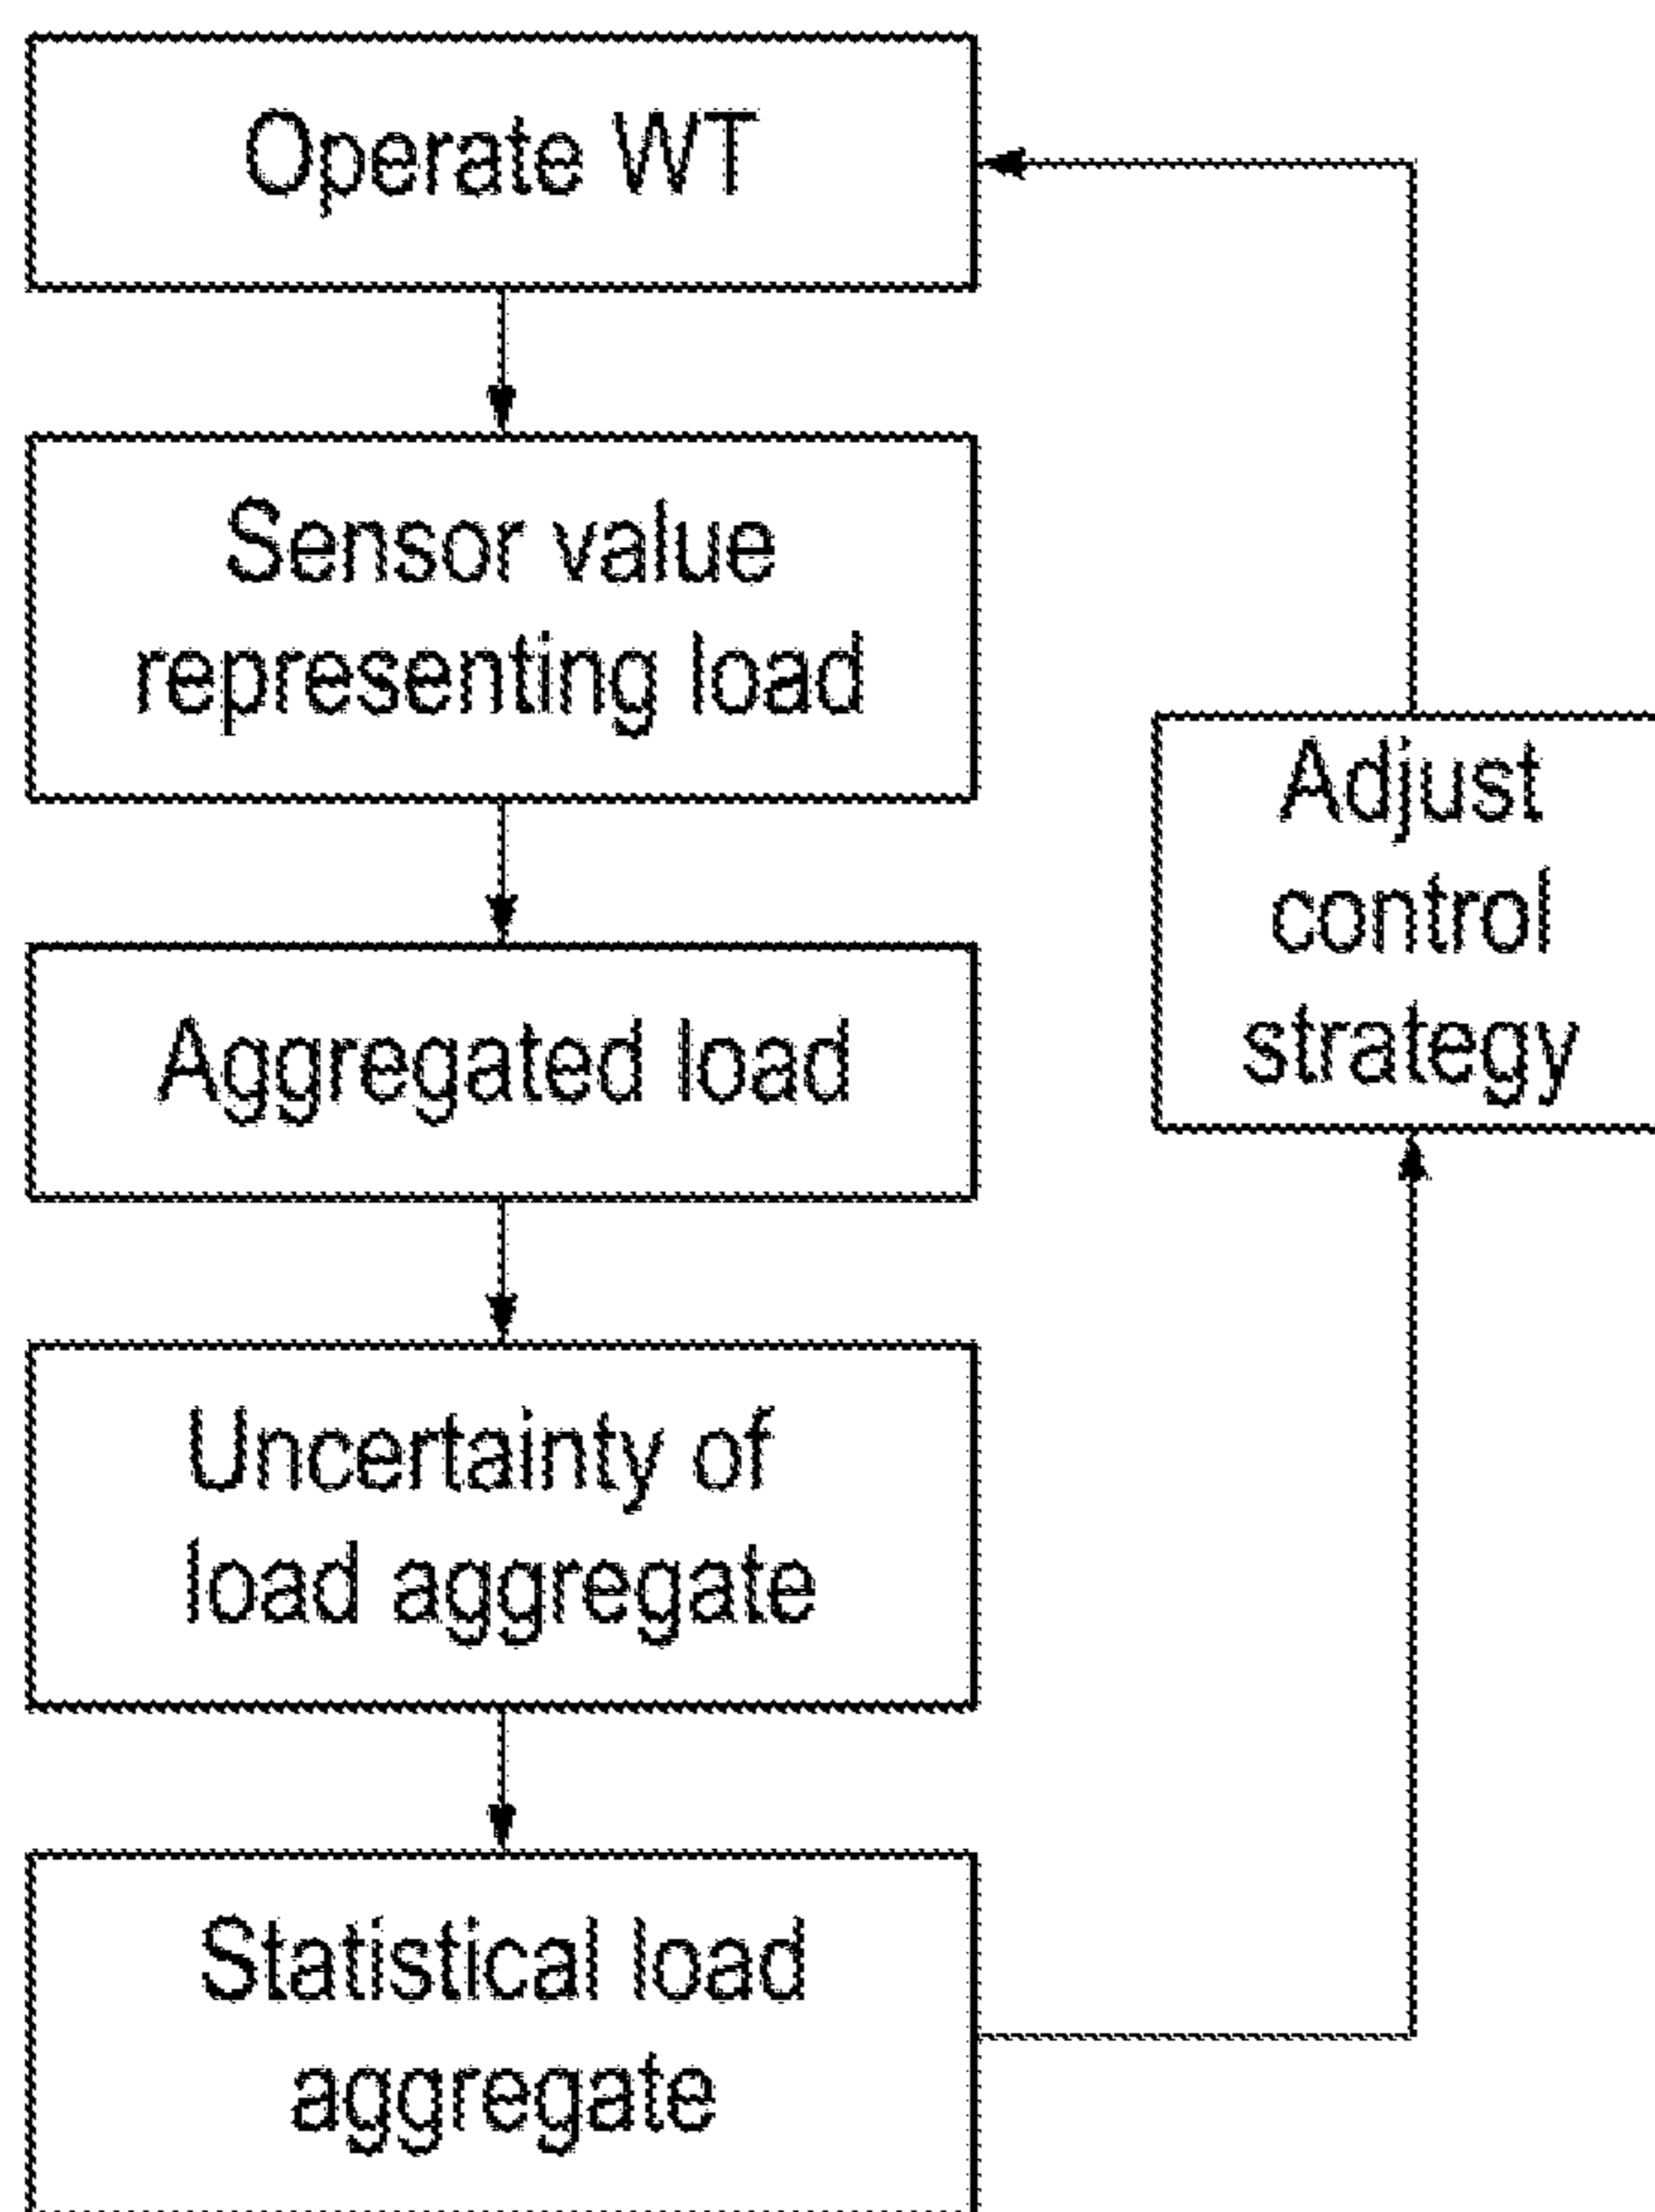 Operate WT
Sensor value
representing load
Aggregated load
Uncertainty of
load aggregate
Statistical load
aggregate
Adjust
control
strategy